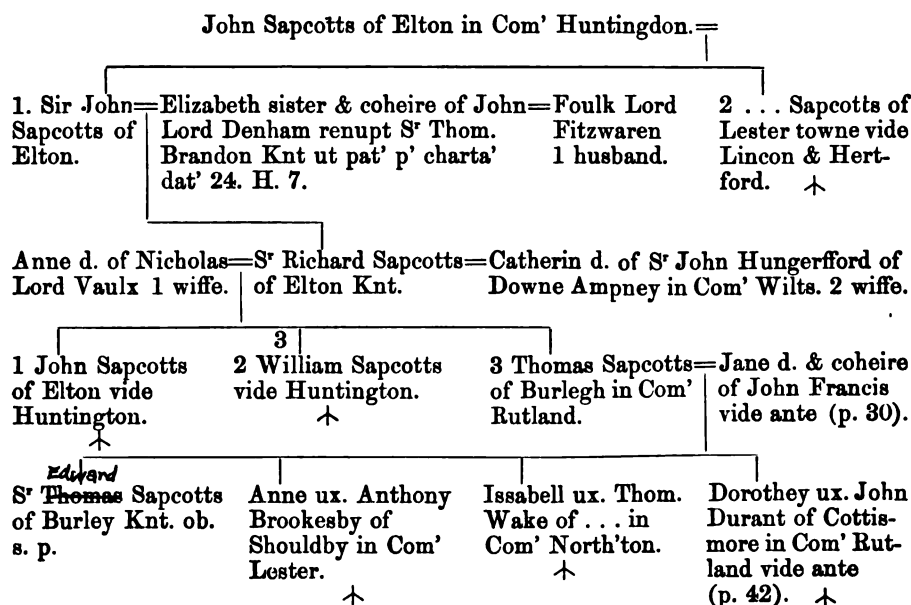 John Sapcotts of Elton in Com' Huntingdon.=
1. Sir John=
Sapcotts of
Elton.
Elizabeth sister & coheire of John=
Lord Denham renupt Sr Thom.
Brandon Knt ut pat' p' charta'
dat' 24. H. 7.
Foulk Lord
Fitzwaren
1 husband.
2 ... Sapcotts of
Lester towne vide
Lincon & Hert-
ford.
Anne d. of Nicholas=
Lord Vaulx 1 wiffe.
Sr Richard Sapcotts=
of Elton Knt.
Catherin d. of Sr John Hungerfford of
Downe Ampney in Com' Wilts. 2 wiffe.
1 John Sapcotts
of Elton vide
Huntington.
3
2 William Sapcotts
vide Huntington.
3 Thomas Sapcotts=
of Burlegh in Com'
Rutland.
Jane d. & coheire
of John Francis
vide ante (p. 30).
Edward
Sr Thomas Sapcotts
of Burley Knt. ob.
s. p.
Anne ux. Anthony
Brookesby of
Shouldby in Com'
Lester.
Issabell ux. Thom.
Wake of ... in
Com' North'ton.
Dorothey ux. John
Durant of Cottis-
more in Com' Rut-
land vide ante
(p. 42).